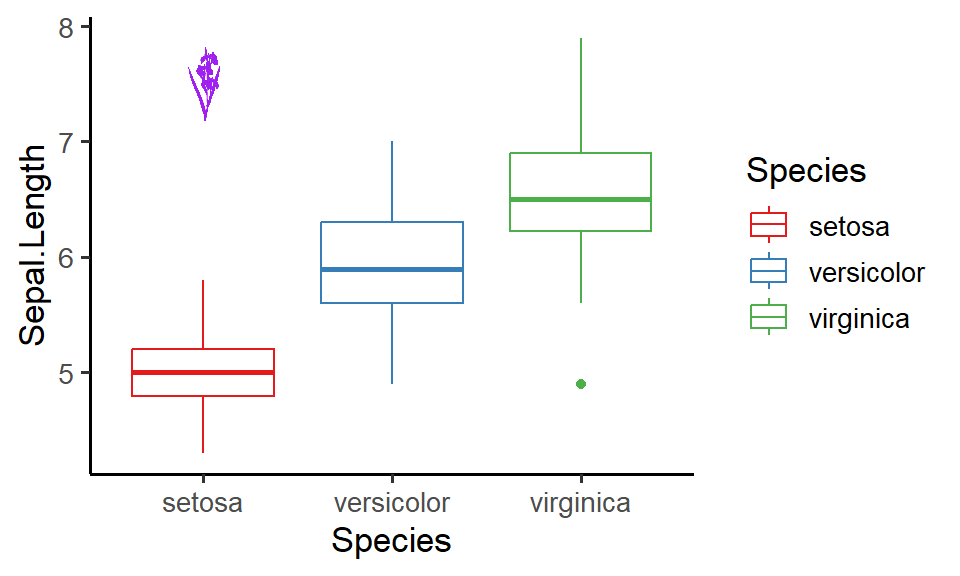 8
7
6
5
Sepal.Length
setosa
versicolor
virginica
Species
Species
setosa
versicolor
virginica